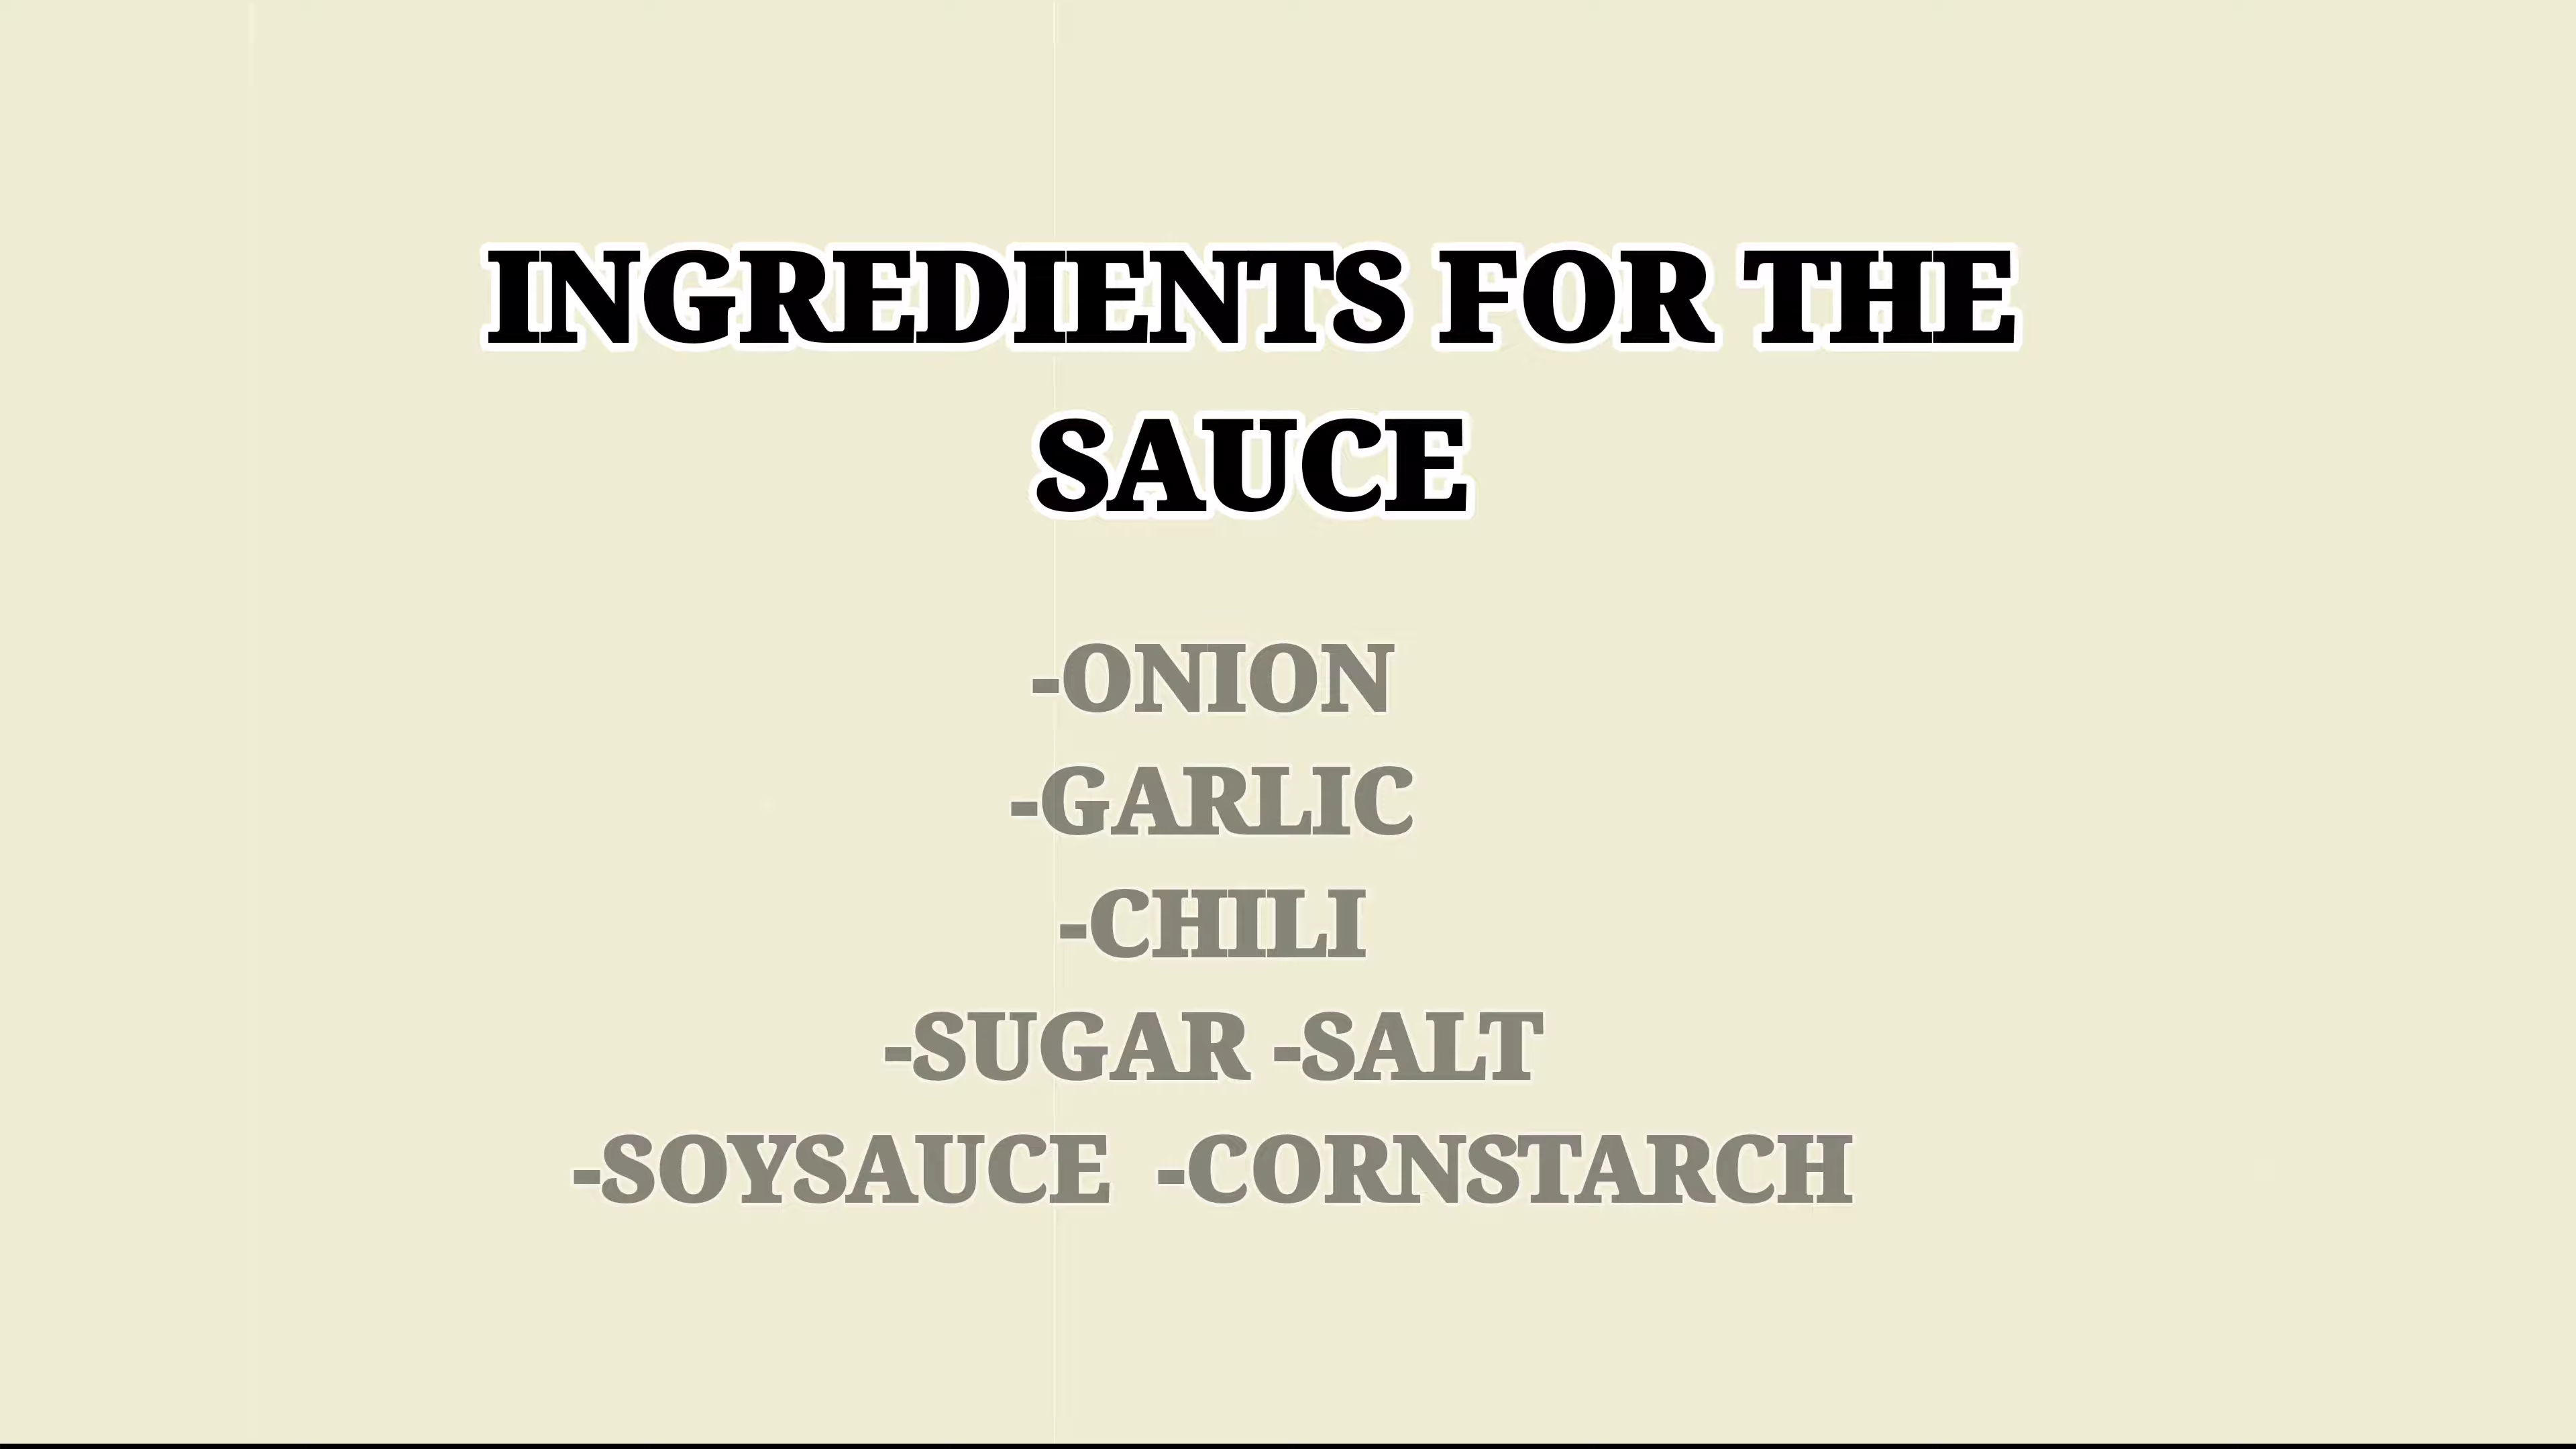 INGREDIENTS FOR THE
SAUCE
-ONION
-GARLIC
-CHILI
-SUGAR -SALT
-SOYSAUCE -CORNSTARCH